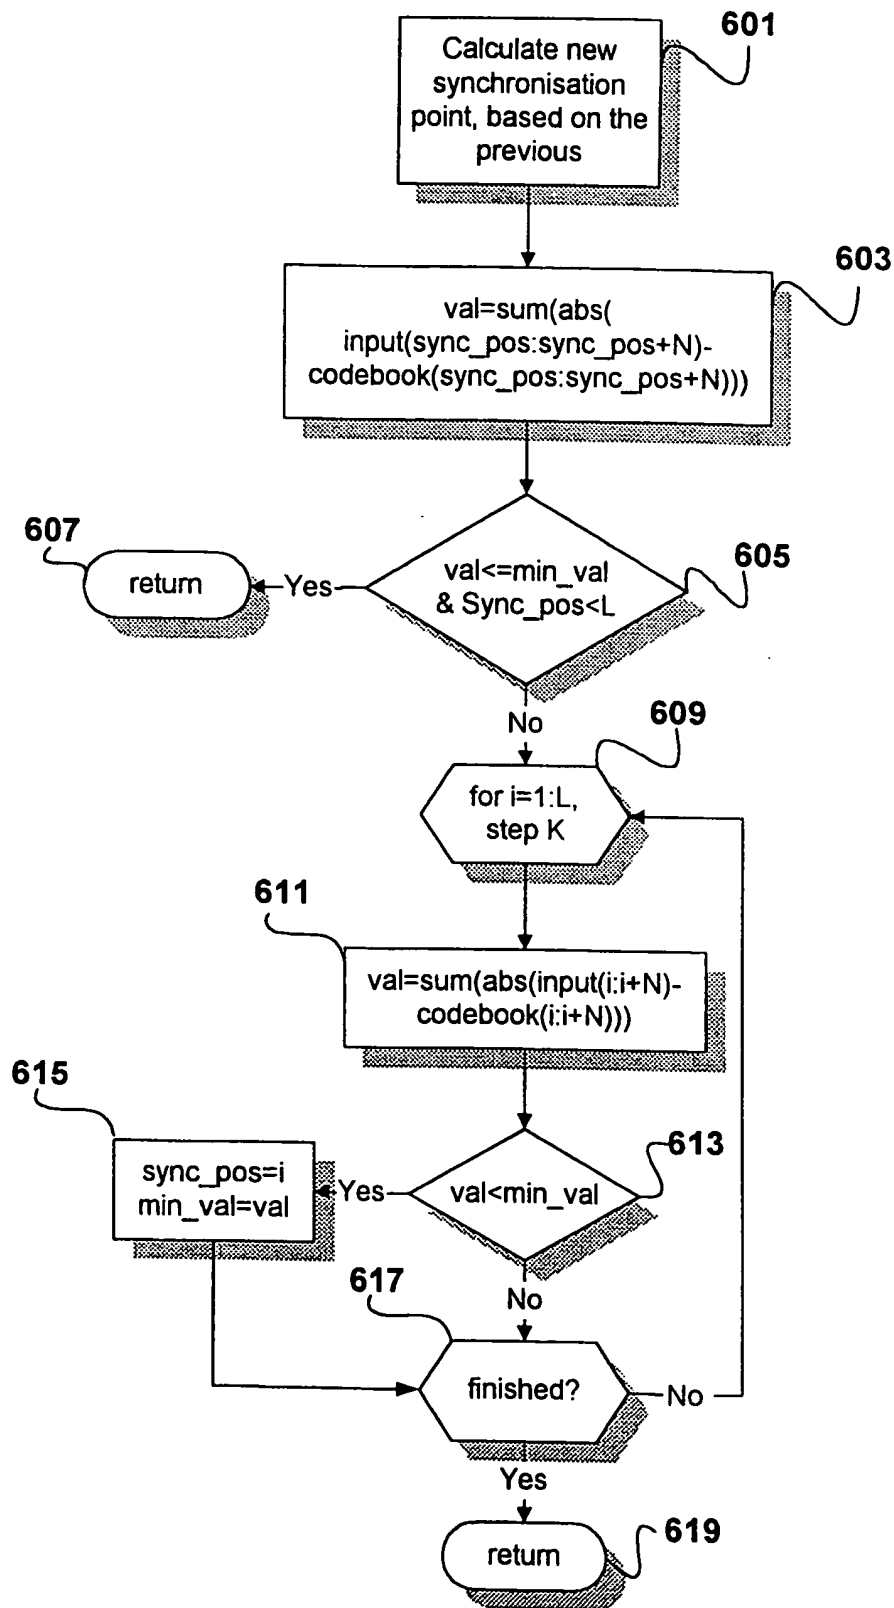 601
Calculate new
synchronisation
point, based on the
previous
603
val=sum(abs(
input(sync_pos:sync_pos+N)-
codebook(sync_pos:sync_pos+N)))
607
return
Yes
val<=min_val
& Sync_pos<L
605
No
609
for i=1:L,
step K
611
val=sum(abs(input(i:i+N)-
codebook(i:i+N)))
615
sync_pos=i
min_val=val
Yes
val<min_val
613
No
617
finished?
No
Yes
return
619